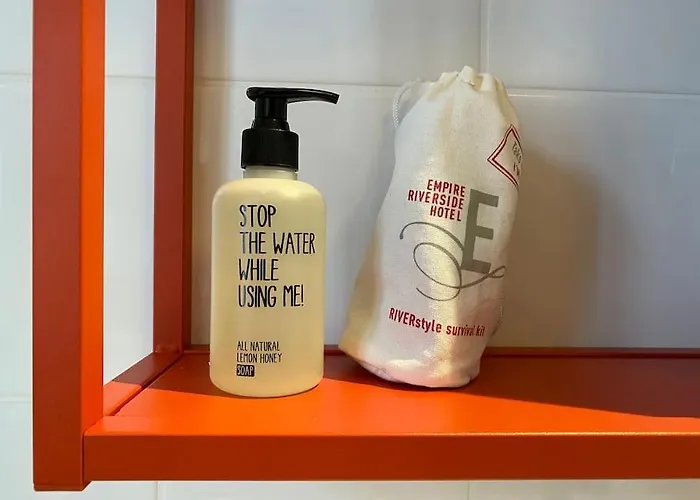 STOP
THE WATER
WHILE
USING ME!
ALL NATURAL
LEMON HONEY
SOAP
EMPIRE
RIVERSIDE
HOTEL
E
RIVERstyle survival kit